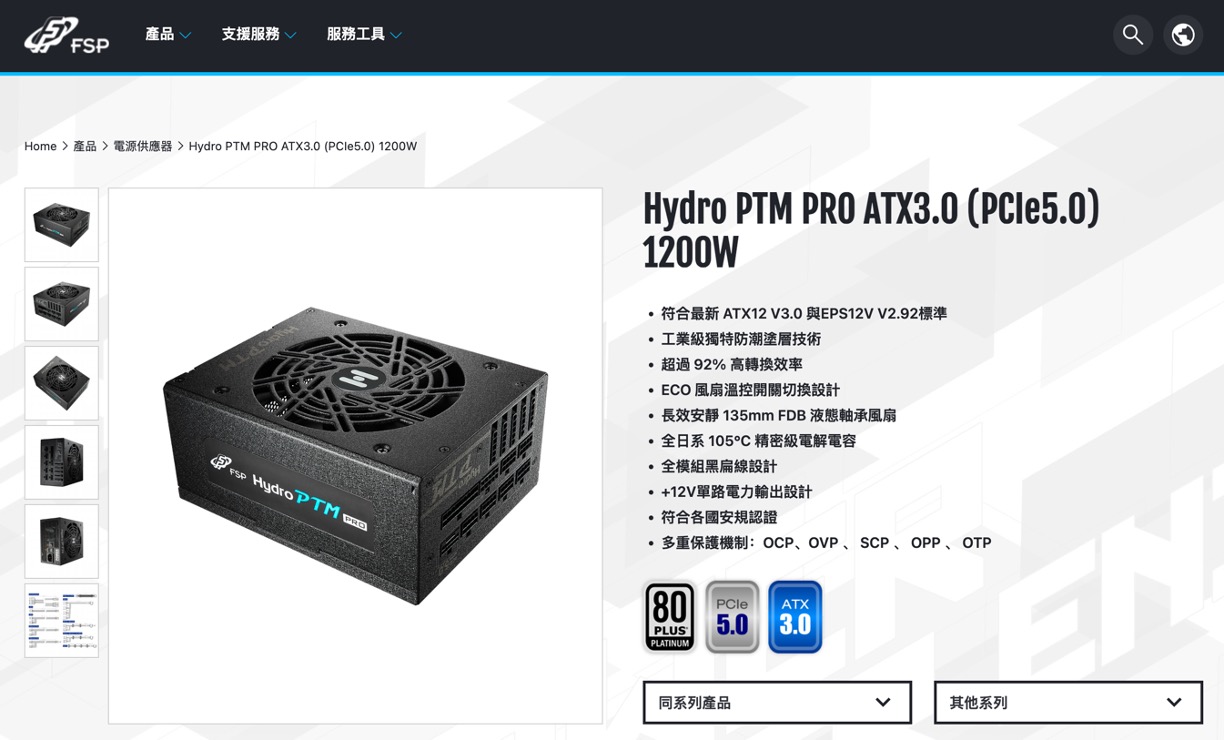 FSP
產品
支援服務
服務工具
Home > 產品 > 電源供應器 > Hydro PTM PRO ATX3.0 (PCIe5.0) 1200W
Hydro PTM PRO ATX3.0 (PCIe5.0)
1200W
• 符合最新 ATX12 V3.0 與EPS12V V2.92標準
• 工業級獨特防潮塗層技術
• 超過 92% 高轉換效率
• ECO 風扇溫控開關切換設計
• 長效安靜 135mm FDB 液態軸承風扇
• 全日系 105°C 精密級電解電容
• 全模組黑扁線設計
• +12V單路電力輸出設計
• 符合各國安規認證
• 多重保護機制：OCP、OVP 、 SCP 、 OPP 、 OTP
Hydro PTM
Hydro PTM
FSP Hydro PTM PRO
80 PLUS PLATINUM
PCIe 5.0
ATX 3.0
同系列產品
其他系列